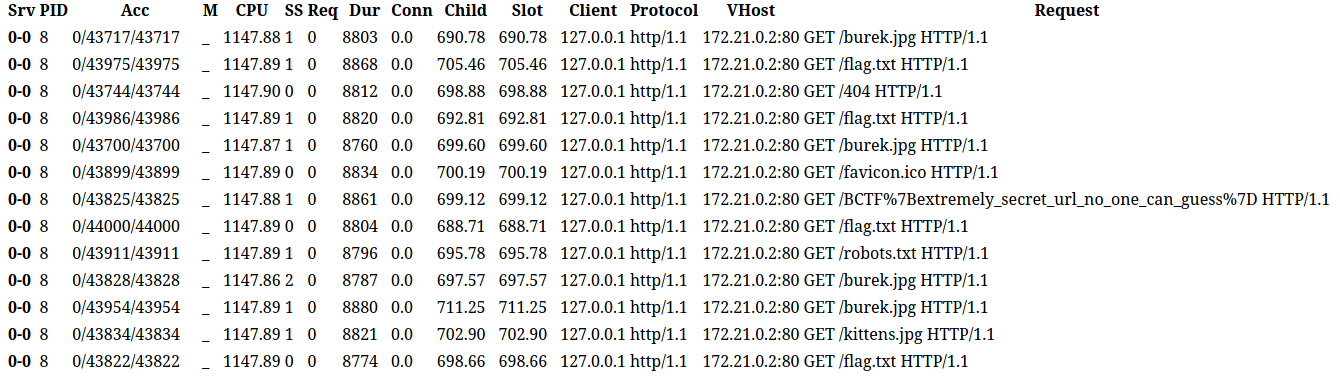 Srv PID Acc M CPU SS Req Dur Conn Child Slot Client Protocol VHost Request
0-0 8 0/43717/43717 _ 1147.88 1 0 8803 0.0 690.78 690.78 127.0.0.1 http/1.1 172.21.0.2:80 GET /burek.jpg HTTP/1.1
0-0 8 0/43975/43975 _ 1147.89 1 0 8868 0.0 705.46 705.46 127.0.0.1 http/1.1 172.21.0.2:80 GET /flag.txt HTTP/1.1
0-0 8 0/43744/43744 _ 1147.90 0 0 8812 0.0 698.88 698.88 127.0.0.1 http/1.1 172.21.0.2:80 GET /404 HTTP/1.1
0-0 8 0/43986/43986 _ 1147.89 1 0 8820 0.0 692.81 692.81 127.0.0.1 http/1.1 172.21.0.2:80 GET /flag.txt HTTP/1.1
0-0 8 0/43700/43700 _ 1147.87 1 0 8760 0.0 699.60 699.60 127.0.0.1 http/1.1 172.21.0.2:80 GET /burek.jpg HTTP/1.1
0-0 8 0/43899/43899 _ 1147.89 0 0 8834 0.0 700.19 700.19 127.0.0.1 http/1.1 172.21.0.2:80 GET /favicon.ico HTTP/1.1
0-0 8 0/43825/43825 _ 1147.88 1 0 8861 0.0 699.12 699.12 127.0.0.1 http/1.1 172.21.0.2:80 GET /BCTF%7Bextremely_secret_url_no_one_can_guess%7D HTTP/1.1
0-0 8 0/44000/44000 _ 1147.89 0 0 8804 0.0 688.71 688.71 127.0.0.1 http/1.1 172.21.0.2:80 GET /flag.txt HTTP/1.1
0-0 8 0/43911/43911 _ 1147.89 1 0 8796 0.0 695.78 695.78 127.0.0.1 http/1.1 172.21.0.2:80 GET /robots.txt HTTP/1.1
0-0 8 0/43828/43828 _ 1147.86 2 0 8787 0.0 697.57 697.57 127.0.0.1 http/1.1 172.21.0.2:80 GET /burek.jpg HTTP/1.1
0-0 8 0/43954/43954 _ 1147.89 1 0 8880 0.0 711.25 711.25 127.0.0.1 http/1.1 172.21.0.2:80 GET /burek.jpg HTTP/1.1
0-0 8 0/43834/43834 _ 1147.89 1 0 8821 0.0 702.90 702.90 127.0.0.1 http/1.1 172.21.0.2:80 GET /kittens.jpg HTTP/1.1
0-0 8 0/43822/43822 _ 1147.89 0 0 8774 0.0 698.66 698.66 127.0.0.1 http/1.1 172.21.0.2:80 GET /flag.txt HTTP/1.1